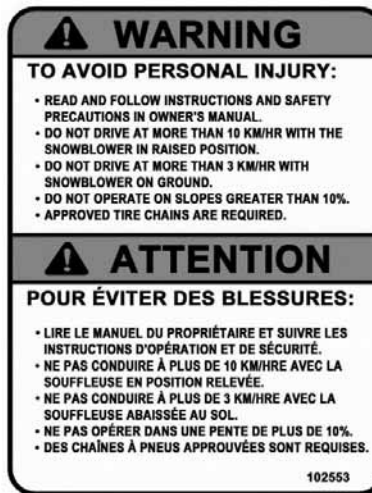 WARNING
TO AVOID PERSONAL INJURY:
• READ AND FOLLOW INSTRUCTIONS AND SAFETY
PRECAUTIONS IN OWNER'S MANUAL.
• DO NOT DRIVE AT MORE THAN 10 KM/HR WITH THE
SNOWBLOWER IN RAISED POSITION.
• DO NOT DRIVE AT MORE THAN 3 KM/HR WITH
SNOWBLOWER ON GROUND.
• DO NOT OPERATE ON SLOPES GREATER THAN 10%.
• APPROVED TIRE CHAINS ARE REQUIRED.
ATTENTION
POUR ÉVITER DES BLESSURES:
• LIRE LE MANUEL DU PROPRIÉTAIRE ET SUIVRE LES
INSTRUCTIONS D'OPÉRATION ET DE SÉCURITÉ.
• NE PAS CONDUIRE À PLUS DE 10 KM/HRE AVEC LA
SOUFFLEUSE EN POSITION RELEVÉE.
• NE PAS CONDUIRE À PLUS DE 3 KM/HRE AVEC LA
SOUFFLEUSE ABAISSÉE AU SOL.
• NE PAS OPÉRER DANS UNE PENTE DE PLUS DE 10%.
• DES CHAÎNES À PNEUS APPROUVÉES SONT REQUISES.
102553